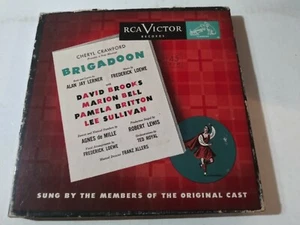 RCA VICTOR
RECORDS
CHERYL CRAWFORD
BRIGADOON
ALAN JAY LERNER
FREDERICK LOEWE
DAVID BROOKS
MARION BELL
PAMELA BRITTON
LEE SULLIVAN
AGNES de MILLE
ROBERT LEWIS
FREDERICK LOEWE
TED ROYAL
Musical Director FRANZ ALLERS
SUNG BY THE MEMBERS OF THE ORIGINAL CAST